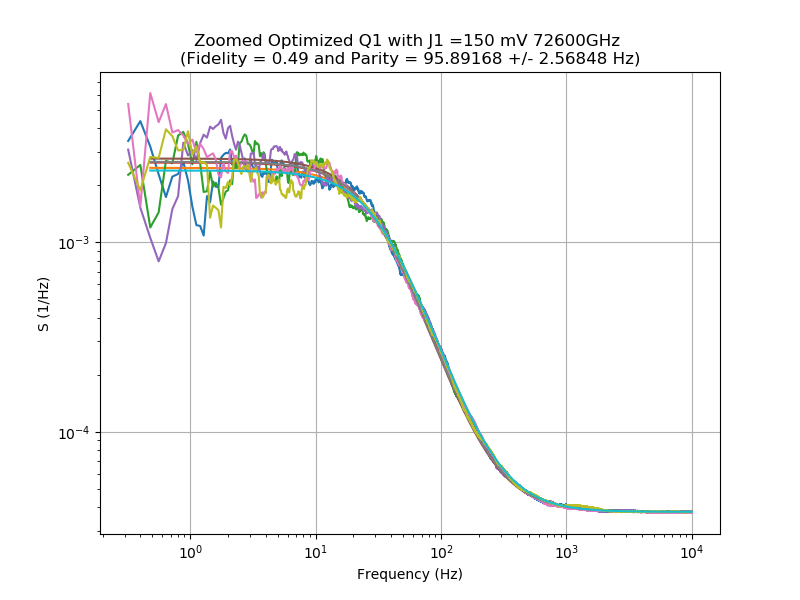 Zoomed Optimized Q1 with J1 =150 mV 72600GHz
(Fidelity = 0.49 and Parity = 95.89168 +/- 2.56848 Hz)
S (1/Hz)
10⁻³
10⁻⁴
10⁰ 10¹ 10² 10³ 10⁴
Frequency (Hz)